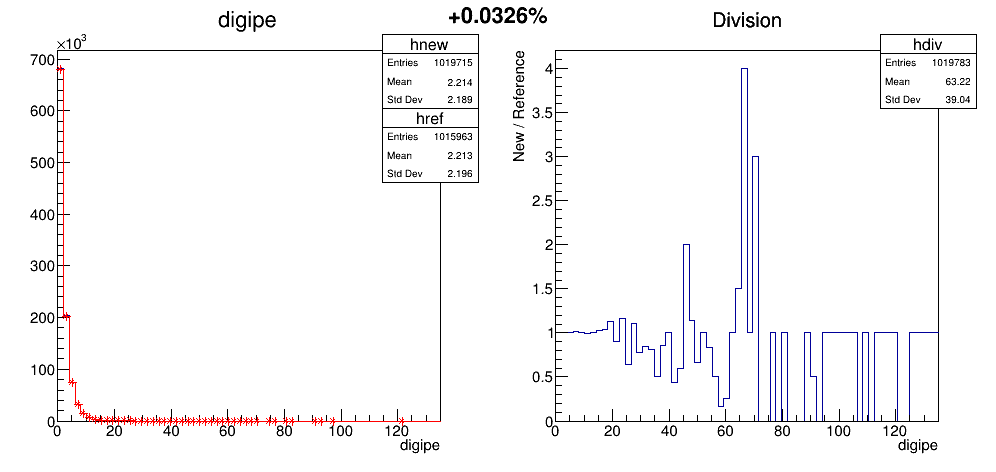 +0.0326%
digipe
×10³
700
600
500
400
300
200
100
0
0 20 40 60 80 100 120
digipe
hnew
Entries 1019715
Mean 2.214
Std Dev 2.189
href
Entries 1015963
Mean 2.213
Std Dev 2.196
Division
New / Reference
4
3.5
3
2.5
2
1.5
1
0.5
0
0 20 40 60 80 100 120
digipe
hdiv
Entries 1019783
Mean 63.22
Std Dev 39.04